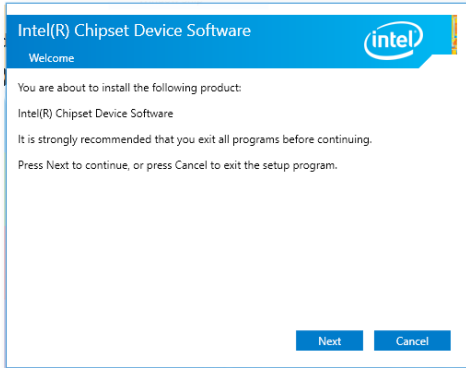 Intel(R) Chipset Device Software
intel
Welcome
You are about to install the following product:
Intel(R) Chipset Device Software
It is strongly recommended that you exit all programs before continuing.
Press Next to continue, or press Cancel to exit the setup program.
Next
Cancel